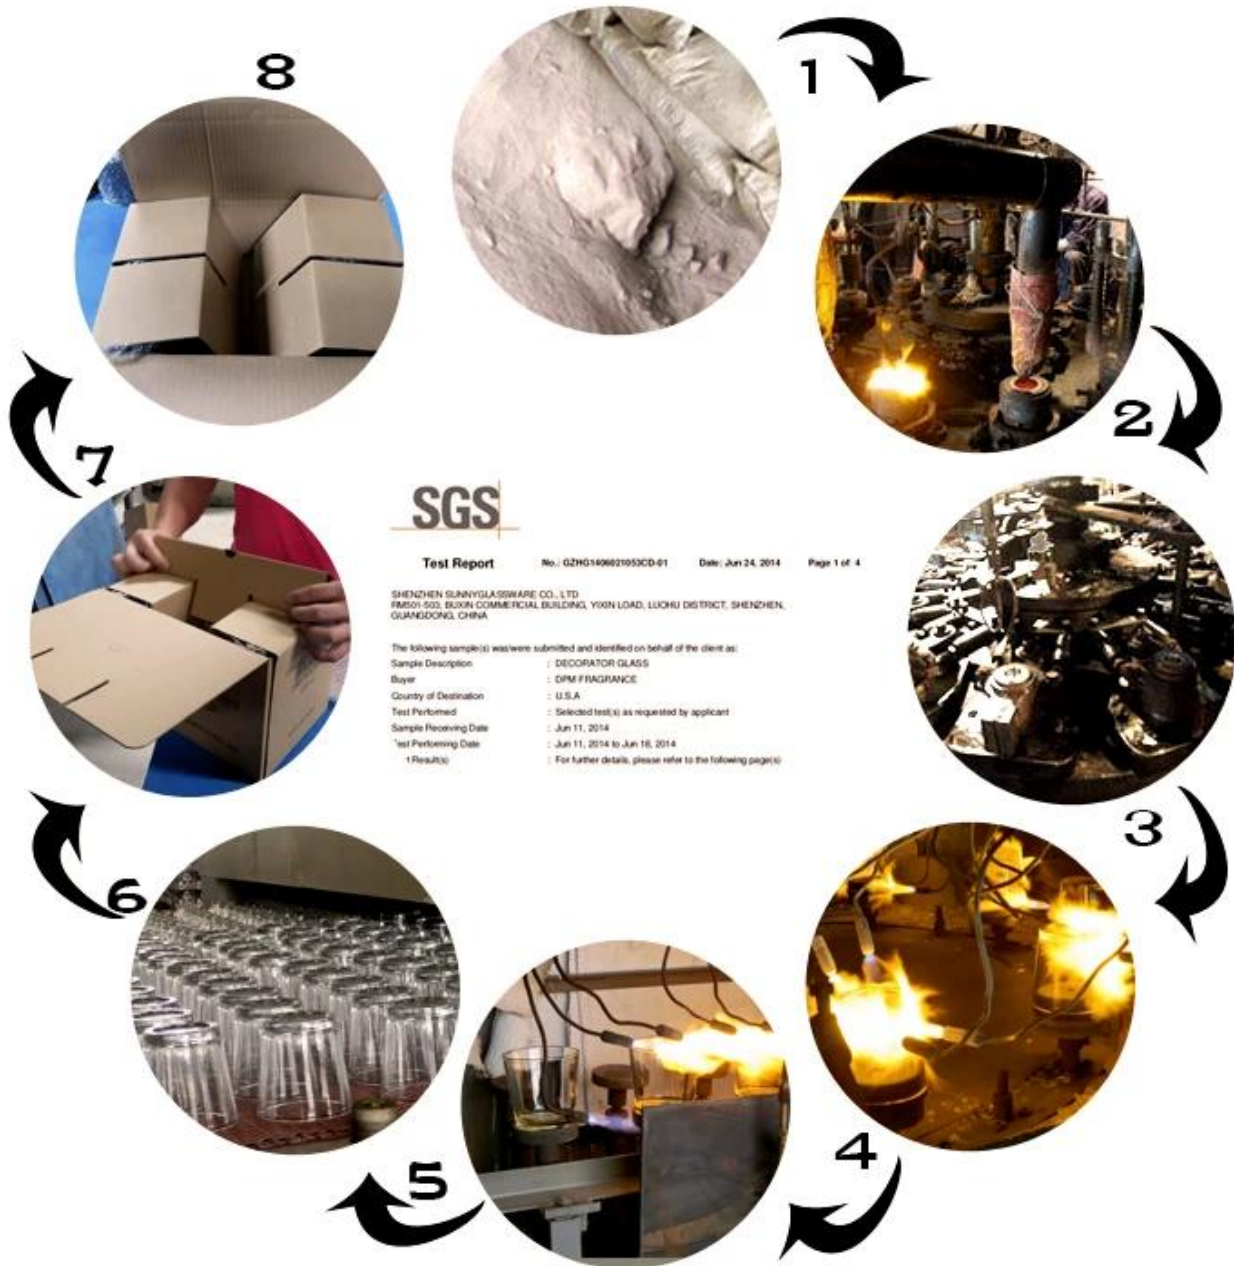 1
2
3
4
5
6
7
8
SGS
Test Report No.: GZHG1406021053CD-01 Date: Jun 24, 2014 Page 1 of 4
SHENZHEN SUNNYGLASSWARE CO., LTD
RM501-503, BUXIN COMMERCIAL BUILDING, YIXIN LOAD, LUOHU DISTRICT, SHENZHEN,
GUANGDONG, CHINA
The following sample(s) was/were submitted and identified on behalf of the client as:
Sample Description : DECORATOR GLASS
Buyer : DPM FRAGRANCE
Country of Destination : U.S.A
Test Performed : Selected test(s) as requested by applicant
Sample Receiving Date : Jun 11, 2014
Test Performing Date : Jun 11, 2014 to Jun 18, 2014
Result(s) : For further details, please refer to the following page(s)